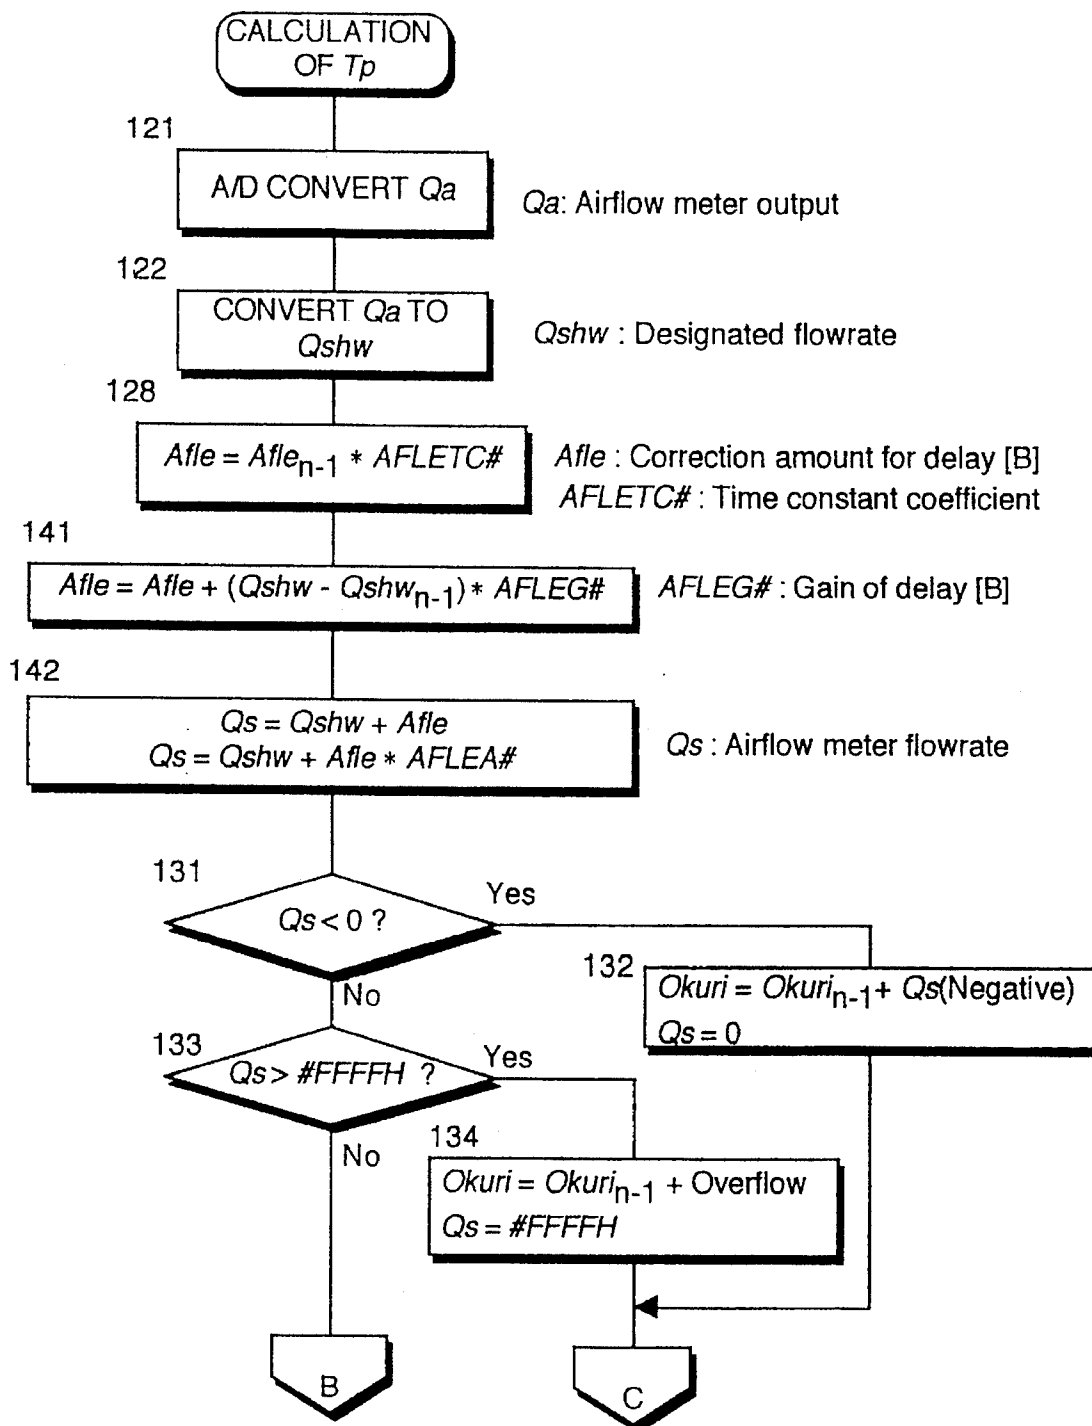 CALCULATION
OF Tp
121
A/D CONVERT Qa
Qa: Airflow meter output
122
CONVERT Qa TO
Qshw
Qshw : Designated flowrate
128
Afle = Aflen-1 * AFLETC#
Afle : Correction amount for delay [B]
AFLETC# : Time constant coefficient
141
Afle = Afle + (Qshw - Qshwn-1) * AFLEG#
AFLEG# : Gain of delay [B]
142
Qs = Qshw + Afle
Qs = Qshw + Afle * AFLEA#
Qs : Airflow meter flowrate
131
Qs < 0 ?
Yes
No
132
Okuri = Okurin-1 + Qs(Negative)
Qs = 0
133
Qs > #FFFFH ?
Yes
No
134
Okuri = Okurin-1 + Overflow
Qs = #FFFFH
B
C